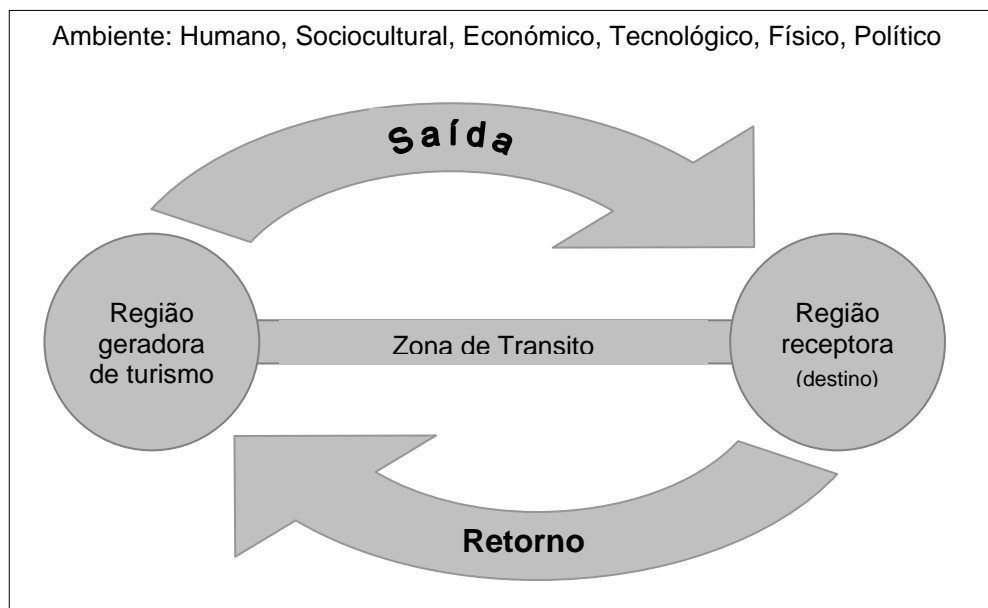 Ambiente: Humano, Sociocultural, Económico, Tecnológico, Físico, Político
Saída
Região
geradora
de turismo
Zona de Transito
Região
receptora
(destino)
Retorno